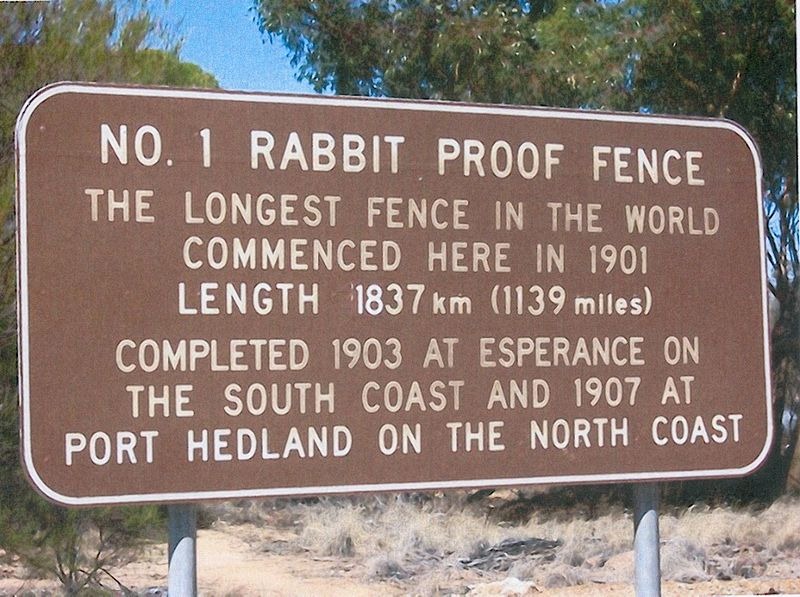 NO. 1 RABBIT PROOF FENCE
THE LONGEST FENCE IN THE WORLD
COMMENCED HERE IN 1901
LENGTH 1837 km (1139 miles)
COMPLETED 1903 AT ESPERANCE ON
THE SOUTH COAST AND 1907 AT
PORT HEDLAND ON THE NORTH COAST